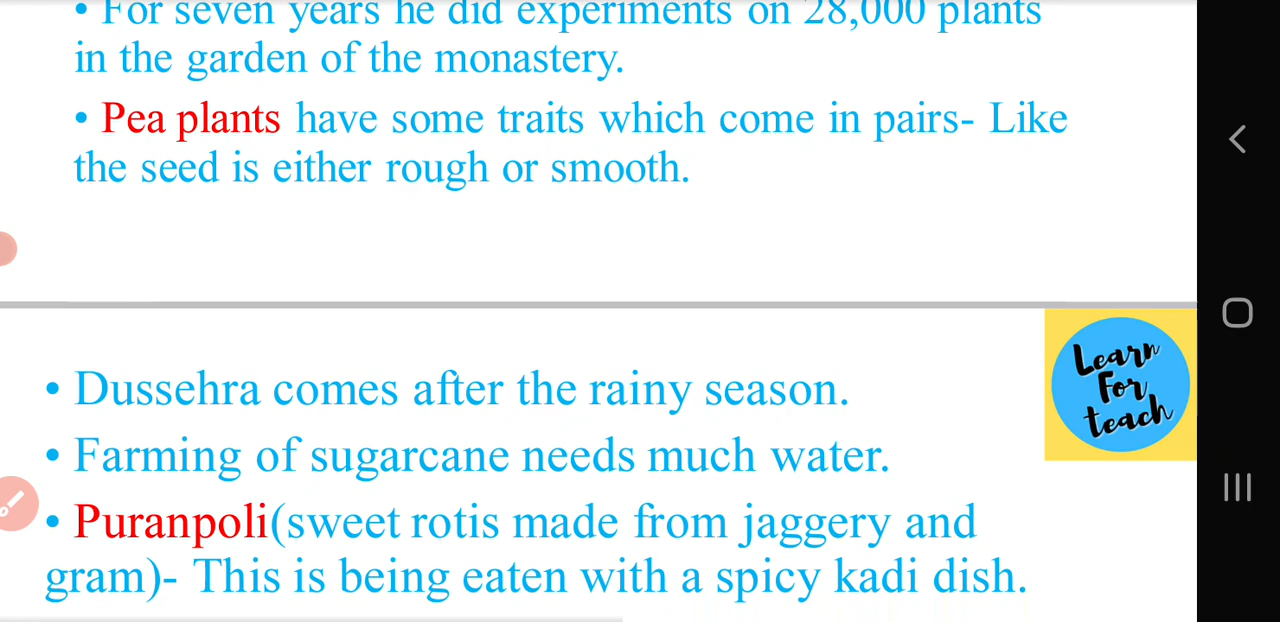 • For seven years he did experiments on 28,000 plants
in the garden of the monastery.
• Pea plants have some traits which come in pairs- Like
the seed is either rough or smooth.
Learn
For
teach
• Dussehra comes after the rainy season.
• Farming of sugarcane needs much water.
• Puranpoli(sweet rotis made from jaggery and
gram)- This is being eaten with a spicy kadi dish.